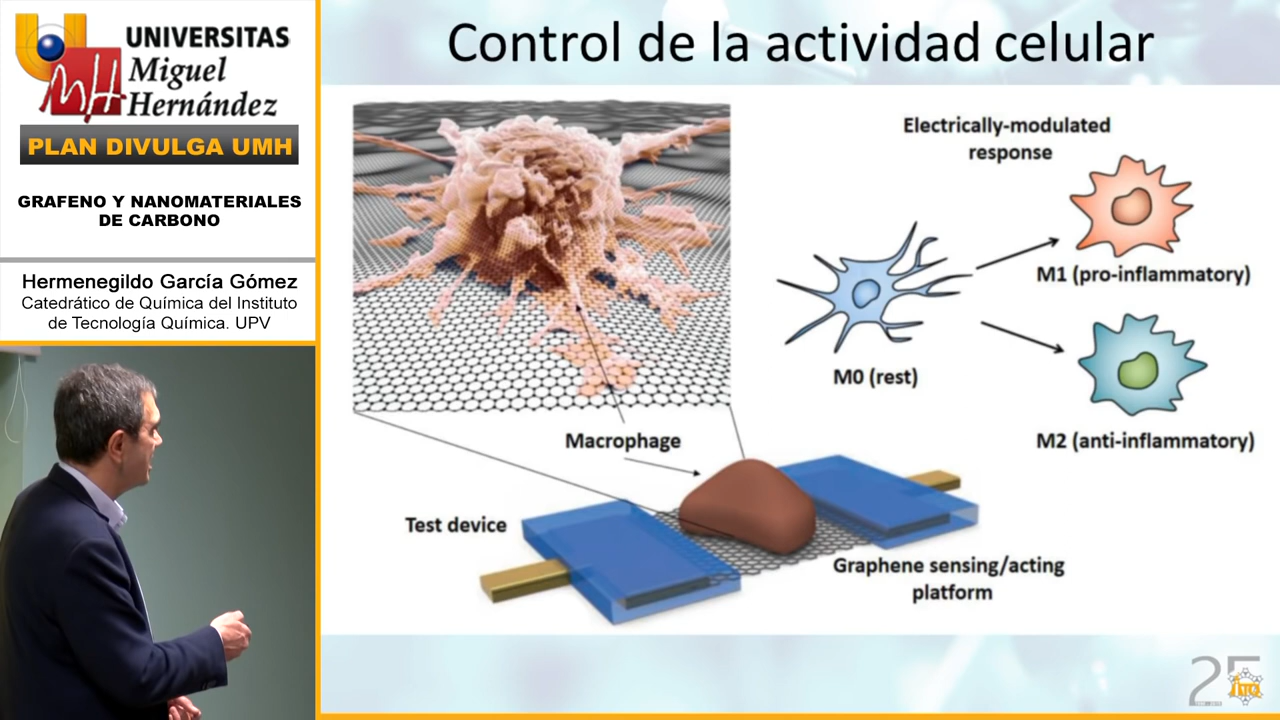 UNIVERSITAS
Miguel
Hernández
PLAN DIVULGA UMH
GRAFENO Y NANOMATERIALES
DE CARBONO
Hermenegildo García Gómez
Catedrático de Química del Instituto
de Tecnología Química. UPV
Control de la actividad celular
Electrically-modulated
response
M1 (pro-inflammatory)
M0 (rest)
M2 (anti-inflammatory)
Macrophage
Test device
Graphene sensing/acting
platform
25
ITQ